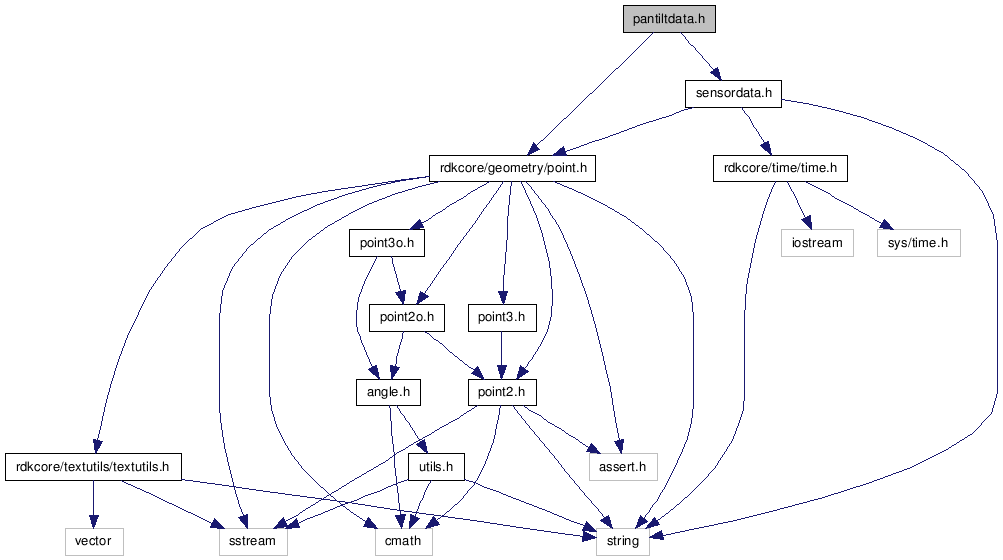 pantiltdata.h
sensordata.h
rdkcore/geometry/point.h
rdkcore/time/time.h
point3o.h
iostream
sys/time.h
point2o.h
point3.h
angle.h
point2.h
rdkcore/textutils/textutils.h
utils.h
assert.h
vector
sstream
cmath
string